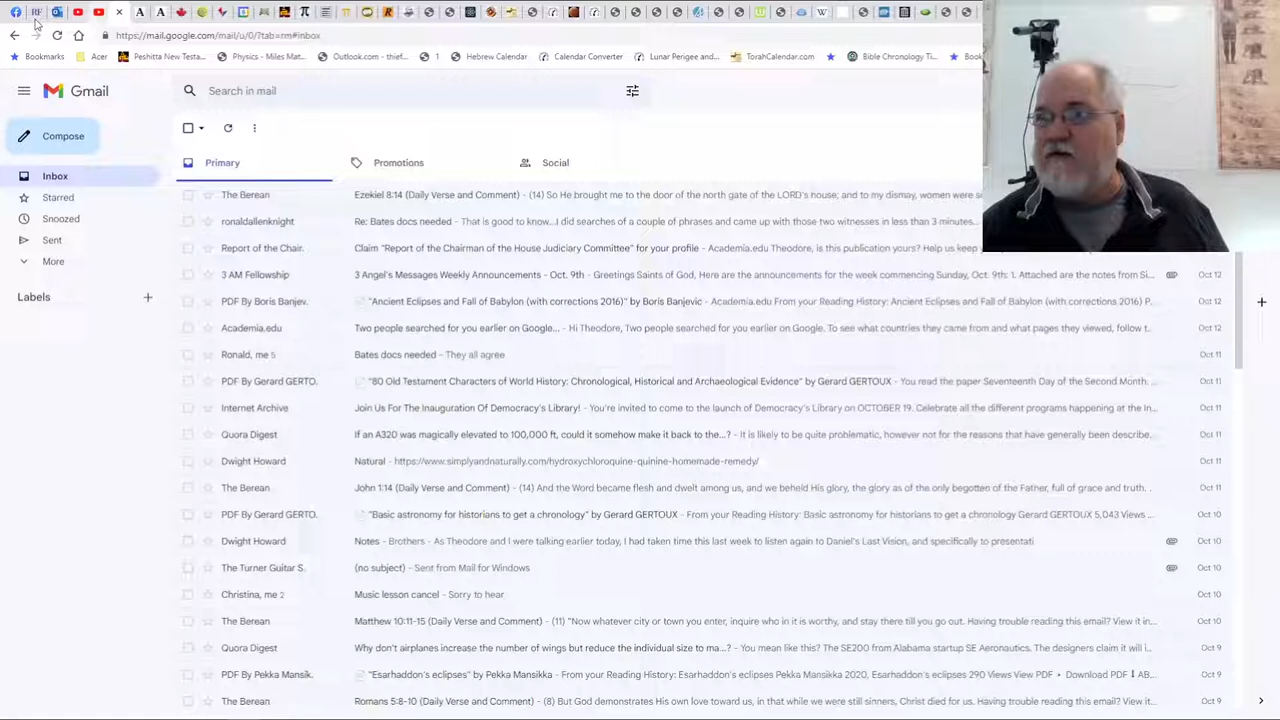 RF
https://mail.google.com/mail/u/0/?tab=rm#inbox
Bookmarks Acer Peshitta New Testa... Physics - Miles Mat... Outlook.com - thief... 1 Hebrew Calendar Calendar Converter Lunar Perigee and... TorahCalendar.com Bible Chronology Ti... Book
Gmail
Search in mail
Compose
Inbox
Starred
Snoozed
Sent
More
Labels
Primary Promotions Social
The Berean Ezekiel 8:14 (Daily Verse and Comment) - (14) So He brought me to the door of the north gate of the LORD's house, and to my dismay, women were s
ronaldallenknight Re: Bates docs needed - That is good to know...I did searches of a couple of phrases and came up with those two witnesses in less than 3 minutes...
Report of the Chair. Claim "Report of the Chairman of the House Judiciary Committee" for your profile - Academia.edu Theodore, is this publication yours? Help us keep
3 AM Fellowship 3 Angel's Messages Weekly Announcements - Oct. 9th - Greetings Saints of God, Here are the announcements for the week commencing Sunday, Oct. 9th: 1. Attached are the notes from Si... Oct 12
PDF By Boris Banjev. "Ancient Eclipses and Fall of Babylon (with corrections 2016)" by Boris Banjevic - Academia.edu From your Reading History: Ancient Eclipses and Fall of Babylon (with corrections 2016) P... Oct 12
Academia.edu Two people searched for you earlier on Google... - Hi Theodore, Two people searched for you earlier on Google. To see what countries they came from and what pages they viewed, follow t... Oct 12
Ronald, me 5 Bates docs needed - They all agree Oct 11
PDF By Gerard GERTO. "80 Old Testament Characters of World History: Chronological, Historical and Archaeological Evidence" by Gerard GERTOUX - You read the paper Seventeenth Day of the Second Month. ... Oct 11
Internet Archive Join Us For The Inauguration Of Democracy's Library! - You're invited to come to the launch of Democracy's Library on OCTOBER 19. Celebrate all the different programs happening at the In... Oct 11
Quora Digest If an A320 was magically elevated to 100,000 ft, could it somehow make it back to the...? - It is likely to be quite problematic, however not for the reasons that have generally been describe. Oct 11
Dwight Howard Natural - https://www.simplyandnaturally.com/hydroxychloroquine-quinine-homemade-remedy/ Oct 11
The Berean John 1:14 (Daily Verse and Comment) - (14) And the Word became flesh and dwelt among us, and we beheld His glory, the glory as of the only begotten of the Father, full of grace and truth. .. Oct 11
PDF By Gerard GERTO. "Basic astronomy for historians to get a chronology" by Gerard GERTOUX - From your Reading History: Basic astronomy for historians to get a chronology Gerard GERTOUX 5,043 Views ... Oct 10
Dwight Howard Notes - Brothers - As Theodore and I were talking earlier today, I had taken time this last week to listen again to Daniel's Last Vision, and specifically to presentati Oct 10
The Turner Guitar S. (no subject) - Sent from Mail for Windows Oct 10
Christina, me 2 Music lesson cancel - Sorry to hear Oct 10
The Berean Matthew 10:11-15 (Daily Verse and Comment) - (11) "Now whatever city or town you enter, inquire who in it is worthy, and stay there till you go out. Having trouble reading this email? View it in... Oct 10
Quora Digest Why don't airplanes increase the number of wings but reduce the individual size to ma...? - You mean like this? The SE200 from Alabama startup SE Aeronautics. The designers claim it will i... Oct 9
PDF By Pekka Mansik. "Esarhaddon's eclipses" by Pekka Mansikka - From your Reading History: Esarhaddon's eclipses Pekka Mansikka 2020, Esarhaddon's eclipses 290 Views View PDF • Download PDF ⬇ AB... Oct 9
The Berean Romans 5:8-10 (Daily Verse and Comment) - (8) But God demonstrates His own love toward us, in that while we were still sinners, Christ died for us. Having trouble reading this email? View it in... Oct 9